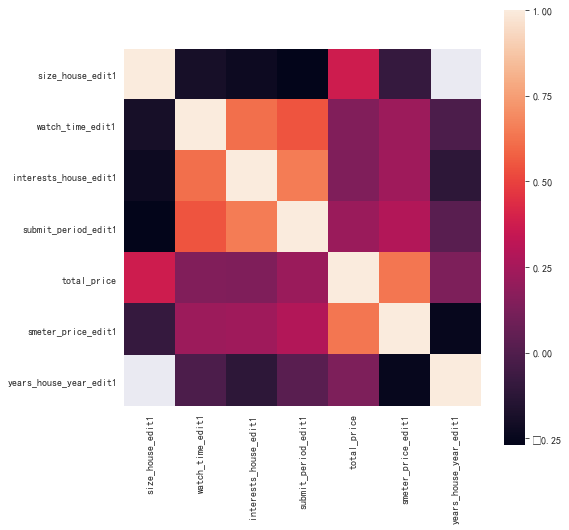 size_house_edit1
watch_time_edit1
interests_house_edit1
submit_period_edit1
total_price
smeter_price_edit1
years_house_year_edit1
size_house_edit1
watch_time_edit1
interests_house_edit1
submit_period_edit1
total_price
smeter_price_edit1
years_house_year_edit1
1.00
0.75
0.50
0.25
0.00
□0.25